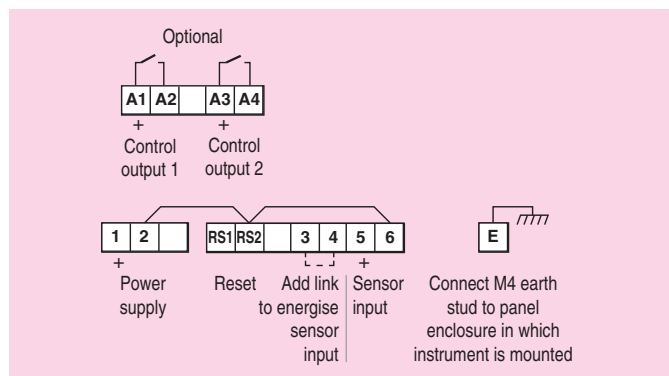 Optional
A1 A2 A3 A4
+ +
Control output 1
Control output 2
1 2 RS1 RS2 3 4 5 6 E
+ +
Power supply
Reset
Add link to energise sensor input
Sensor input
Connect M4 earth stud to panel enclosure in which instrument is mounted